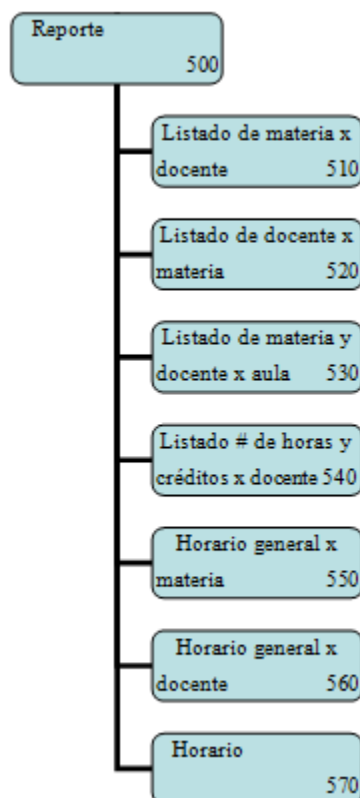 Reporte
500
Listado de materia x
docente 510
Listado de docente x
materia 520
Listado de materia y
docente x aula 530
Listado # de horas y
créditos x docente 540
Horario general x
materia 550
Horario general x
docente 560
Horario
570